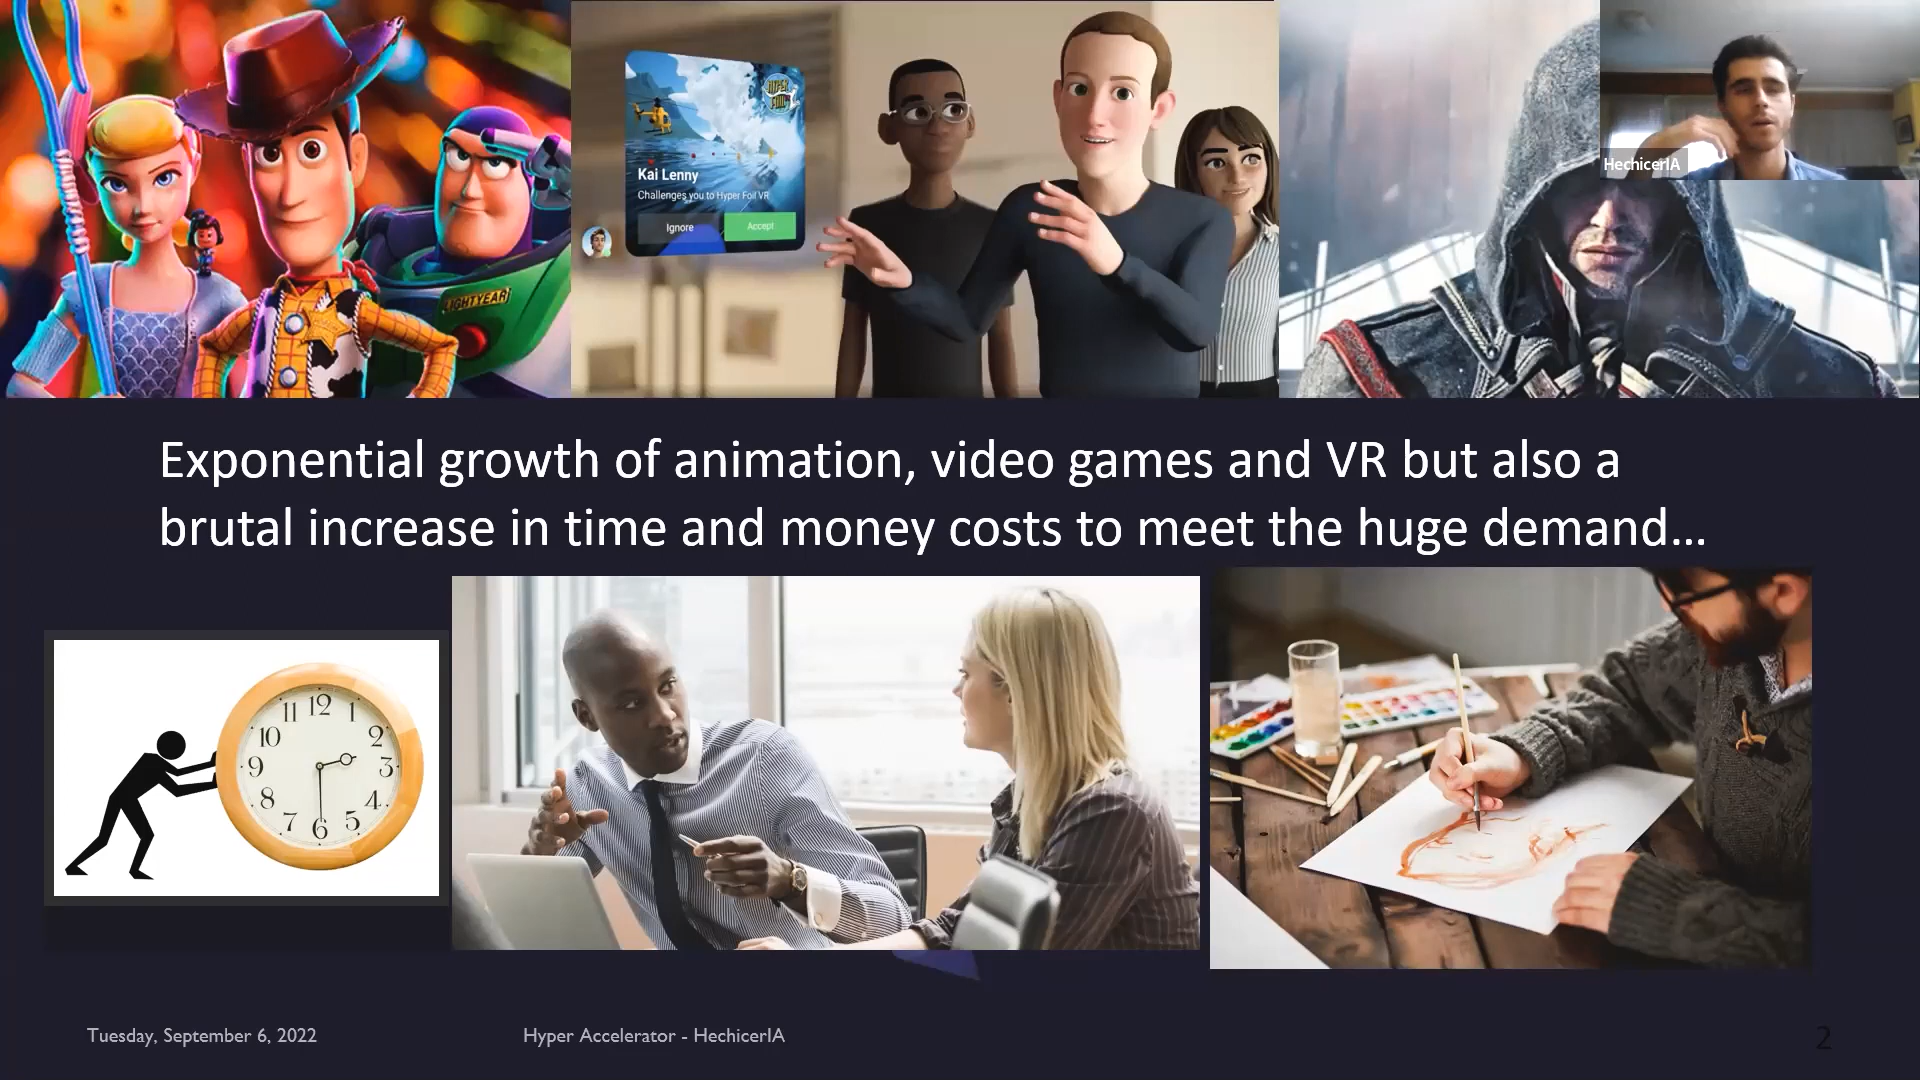 HechicerIA
Kai Lenny
Challenges you to Hyper Foil VR
Ignore
Accept
LIGHTYEAR
Exponential growth of animation, video games and VR but also a
brutal increase in time and money costs to meet the huge demand...
12
11
1
10
2
9
3
8
4
7
6
5
Tuesday, September 6, 2022
Hyper Accelerator - HechicerIA
2